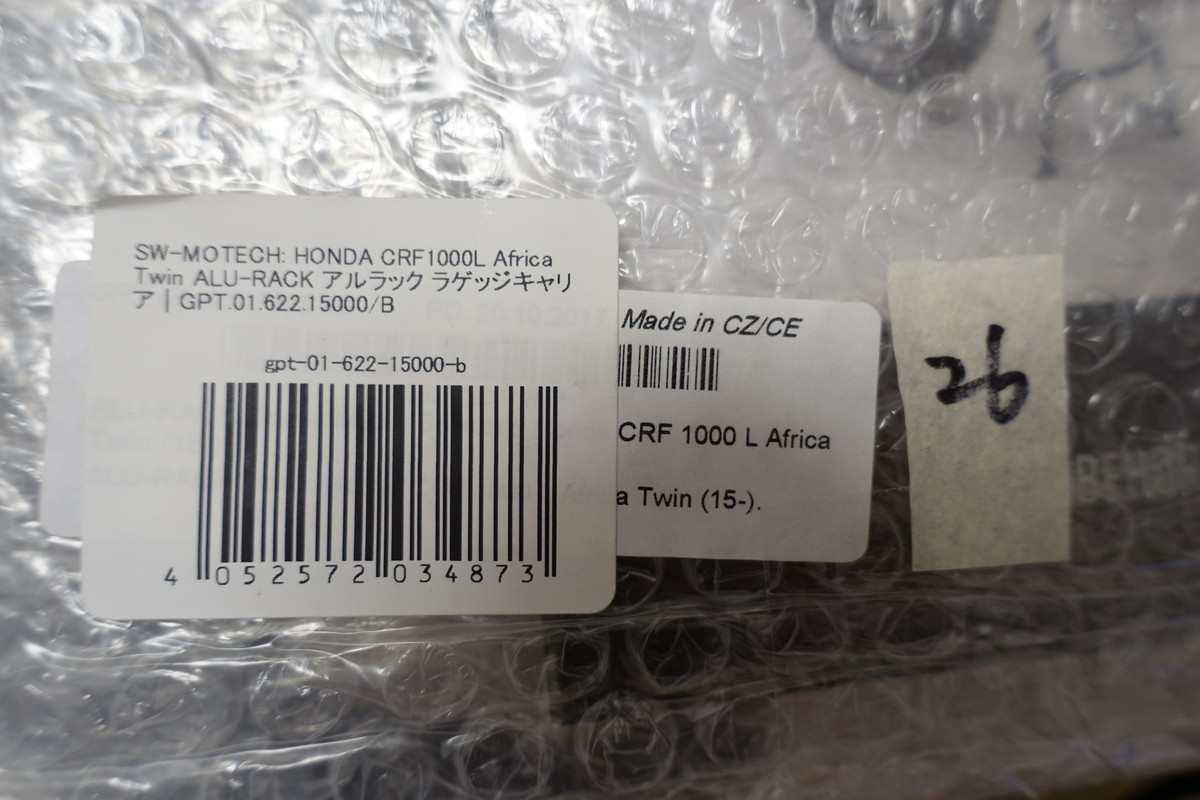 SW-MOTECH: HONDA CRF1000L Africa
Twin ALU-RACK アルラック ラゲッジキャリ
ア | GPT.01.622.15000/B
gpt-01-622-15000-b
4 052572 034873
Made in CZ/CE
CRF 1000 L Africa
a Twin (15-).
26